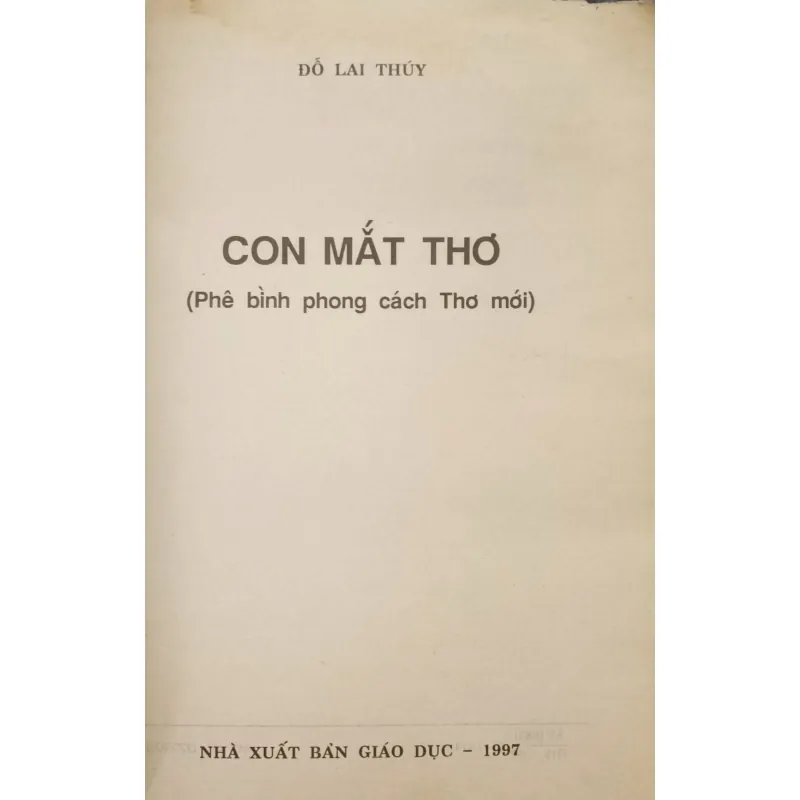 ĐỖ LAI THÚY
CON MẮT THƠ
(Phê bình phong cách Thơ mới)
NHÀ XUẤT BẢN GIÁO DỤC – 1997